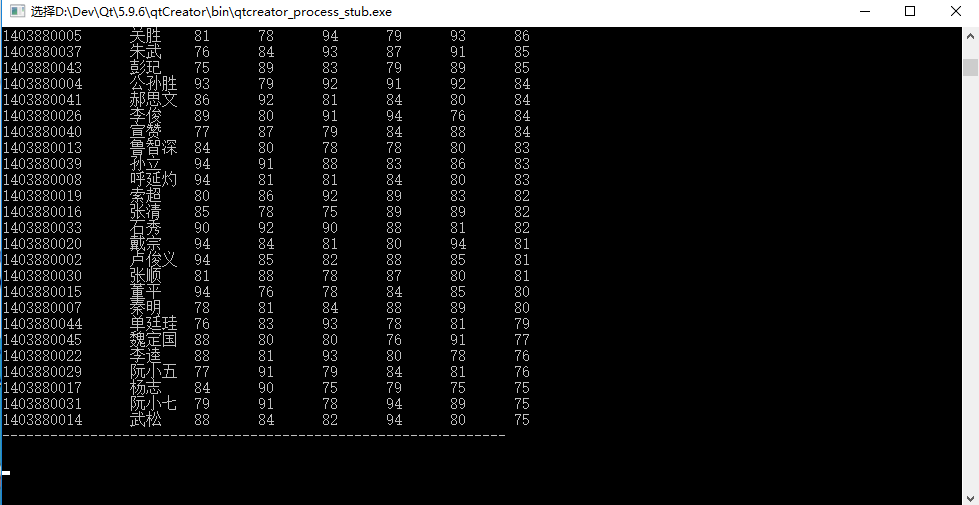 选择D:\Dev\Qt\5.9.6\qtCreator\bin\qtcreator_process_stub.exe
1403880005 关胜 81 78 94 79 93 86
1403880037 朱武 76 84 93 87 91 85
1403880043 彭玘 75 89 83 79 89 85
1403880004 公孙胜 93 79 92 91 92 84
1403880041 郝思文 86 92 81 84 80 84
1403880026 李俊 89 80 91 94 76 84
1403880040 宣赞 77 87 79 84 88 84
1403880013 鲁智深 84 80 78 78 80 83
1403880039 孙立 94 91 88 83 86 83
1403880008 呼延灼 94 81 81 84 80 83
1403880019 索超 80 86 92 89 83 82
1403880016 张清 85 78 75 89 89 82
1403880033 石秀 90 92 90 88 81 82
1403880020 戴宗 94 84 81 80 94 81
1403880002 卢俊义 94 85 82 88 85 81
1403880030 张顺 81 88 78 87 80 81
1403880015 董平 94 76 78 84 85 80
1403880007 秦明 78 81 84 88 89 80
1403880044 单廷珪 76 83 93 78 81 79
1403880045 魏定国 88 80 80 76 91 77
1403880022 李逵 88 81 93 80 78 76
1403880029 阮小五 77 91 79 84 81 76
1403880017 杨志 84 90 75 79 75 75
1403880031 阮小七 79 91 78 94 89 75
1403880014 武松 88 84 82 94 80 75
---------------------------------------------------------------